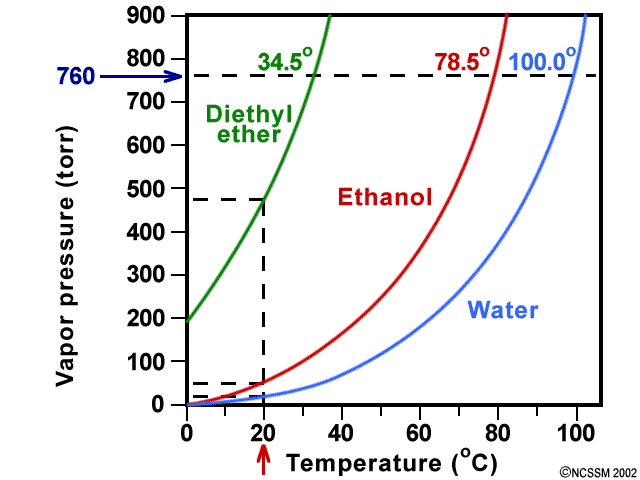 900
800
760
700
600
500
400
300
200
100
0
Vapor pressure (torr)
34.5°
78.5°
100.0°
Diethyl
ether
Ethanol
Water
0 20 40 60 80 100
Temperature (°C)
©NCSSM 2002